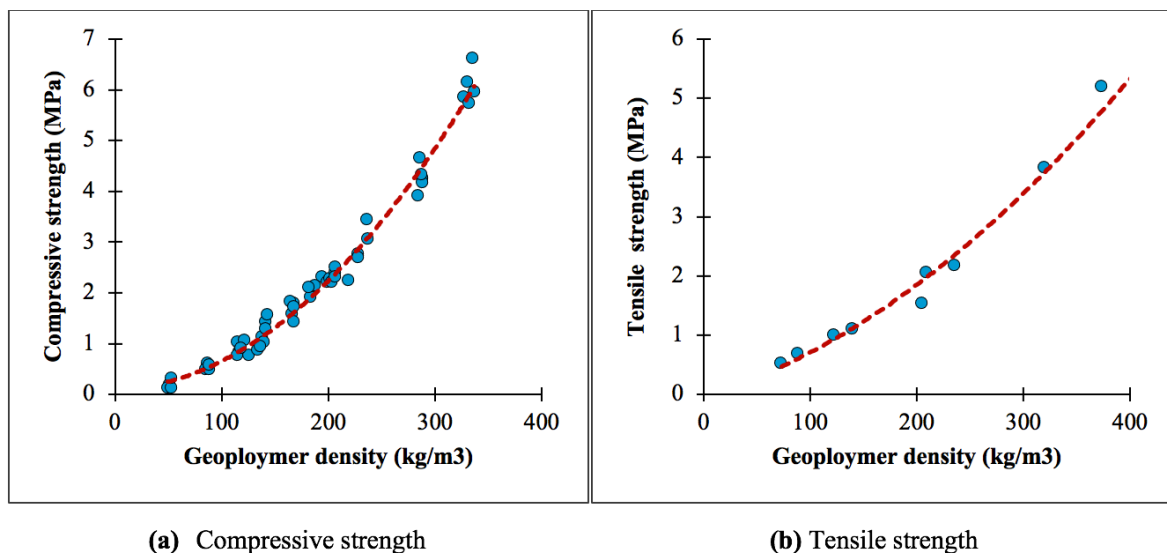 7
6
5
4
3
2
1
0
Compressive strength (MPa)
0 100 200 300 400
Geoploymer density (kg/m3)
6
5
4
3
2
1
0
Tensile strength (MPa)
0 100 200 300 400
Geoploymer density (kg/m3)
(a) Compressive strength
(b) Tensile strength